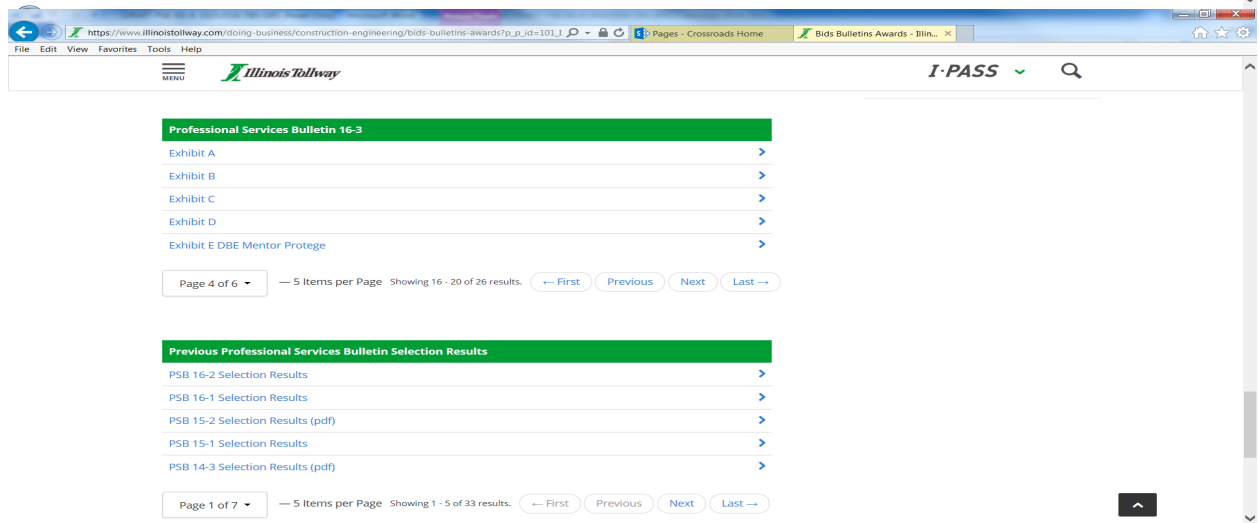 https://www.illinoistollway.com/doing-business/construction-engineering/bids-bulletins-awards?p_p_id=101_I
Pages - Crossroads Home
Bids Bulletins Awards - Illin...
File Edit View Favorites Tools Help
MENU
Illinois Tollway
I·PASS
Professional Services Bulletin 16-3
Exhibit A
Exhibit B
Exhibit C
Exhibit D
Exhibit E DBE Mentor Protege
Page 4 of 6 — 5 Items per Page Showing 16 - 20 of 26 results. ← First Previous Next Last →
Previous Professional Services Bulletin Selection Results
PSB 16-2 Selection Results
PSB 16-1 Selection Results
PSB 15-2 Selection Results (pdf)
PSB 15-1 Selection Results
PSB 14-3 Selection Results (pdf)
Page 1 of 7 — 5 Items per Page Showing 1 - 5 of 33 results. ← First Previous Next Last →